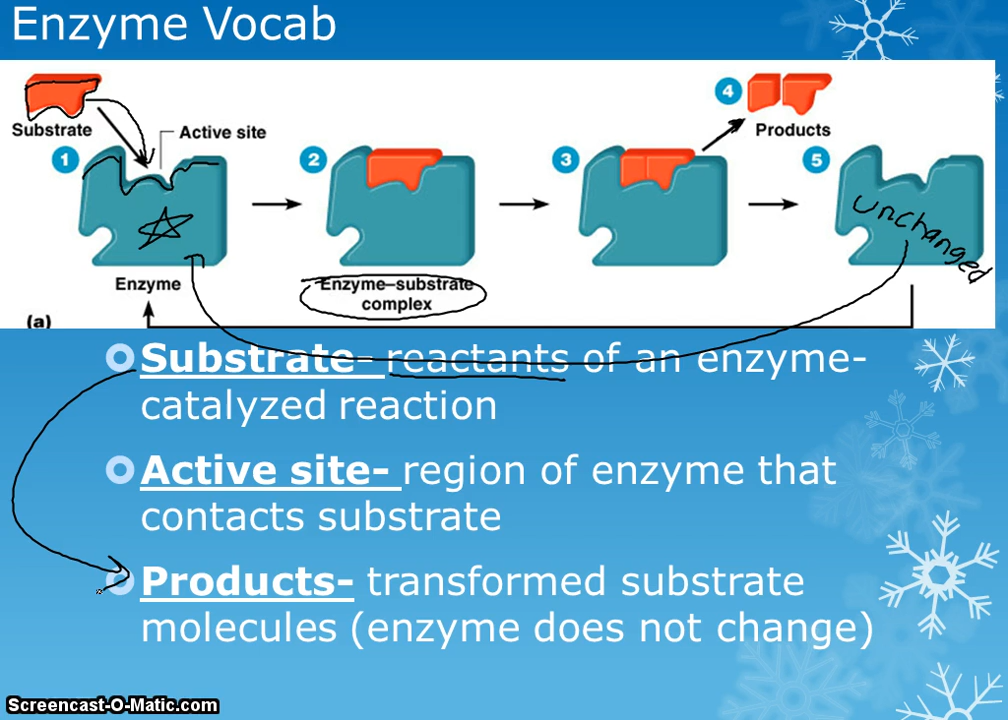 Enzyme Vocab
4
Substrate
Active site
Products
1
2
3
5
unchanged
Enzyme
Enzyme–substrate
complex
(a)
Substrate- reactants of an enzyme-
catalyzed reaction
Active site- region of enzyme that
contacts substrate
Products- transformed substrate
molecules (enzyme does not change)
Screencast-O-Matic.com